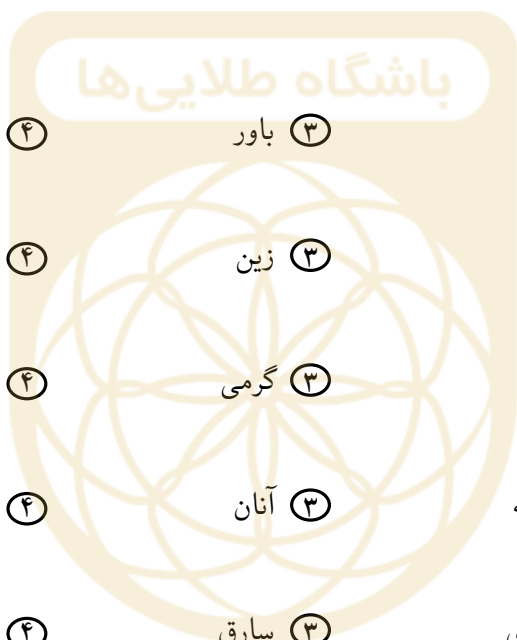 باشگاه طلایی‌ها
۳ باور ۴
۳ زین ۴
۳ گرمی ۴
۳ آنان ۴
۳ سارق ۴